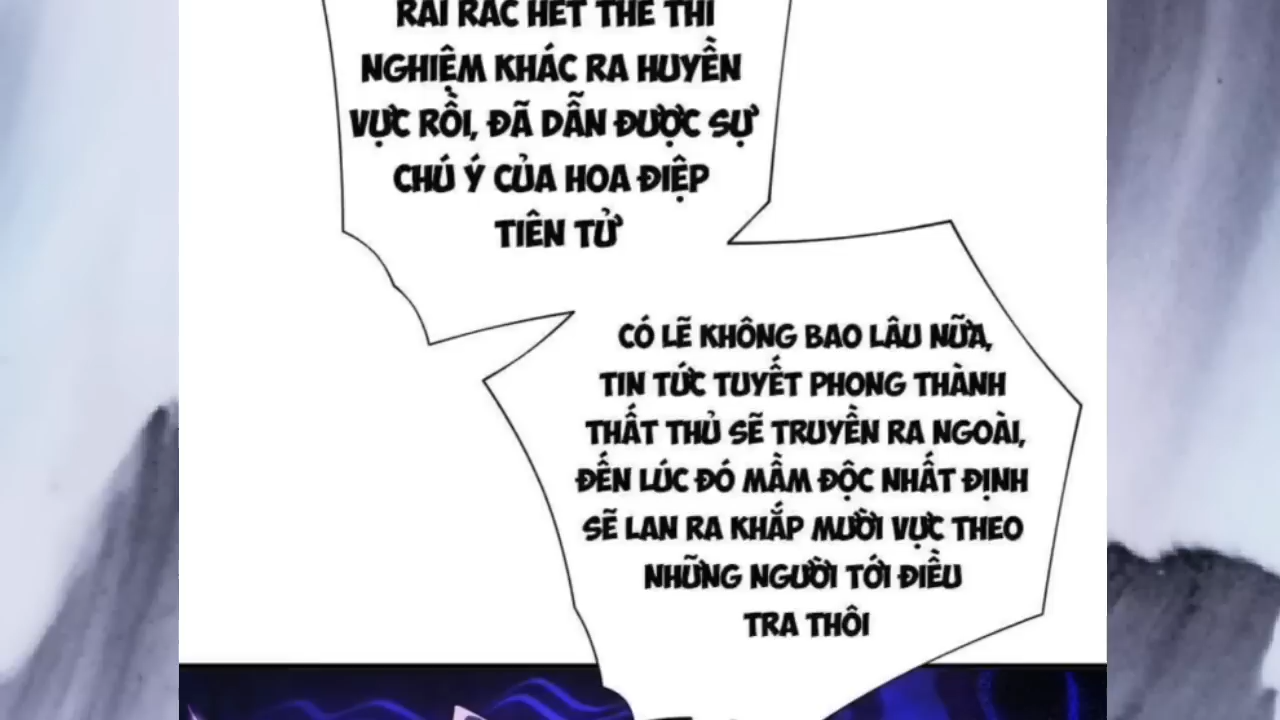 RẢI RÁC HẾT THỂ THÍ
NGHIỆM KHÁC RA HUYỀN
VỰC RỒI, ĐÃ DẪN ĐƯỢC SỰ
CHÚ Ý CỦA HOA ĐIỆP
TIÊN TỬ
CÓ LẼ KHÔNG BAO LÂU NỮA,
TIN TỨC TUYẾT PHONG THÀNH
THẤT THỦ SẼ TRUYỀN RA NGOÀI,
ĐẾN LÚC ĐÓ MẦM ĐỘC NHẤT ĐỊNH
SẼ LAN RA KHẮP MƯỜI VỰC THEO
NHỮNG NGƯỜI TỚI ĐIỀU
TRA THÔI